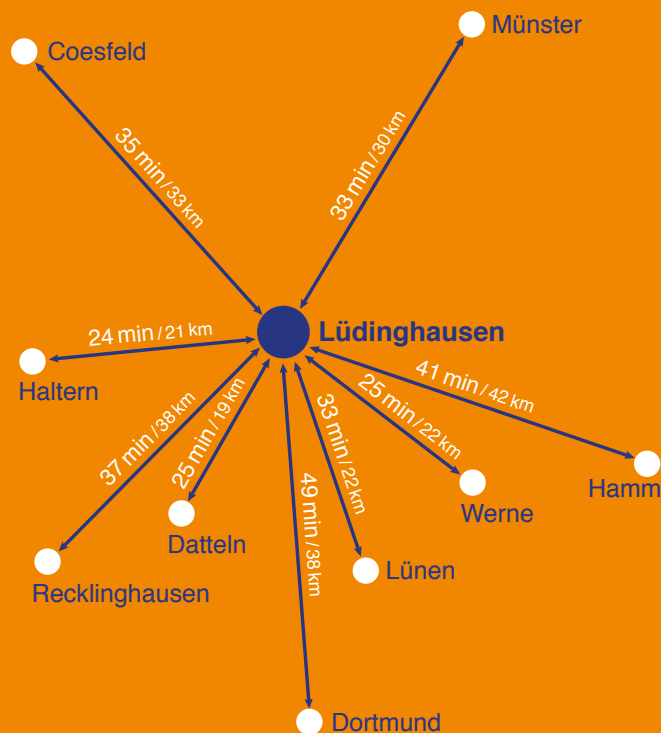 Münster
Coesfeld
35 min / 33 km
33 min / 30 km
24 min / 21 km
Lüdinghausen
Haltern
37 min / 38 km
25 min / 19 km
49 min / 38 km
33 min / 22 km
25 min / 22 km
41 min / 42 km
Hamm
Werne
Datteln
Lünen
Recklinghausen
Dortmund